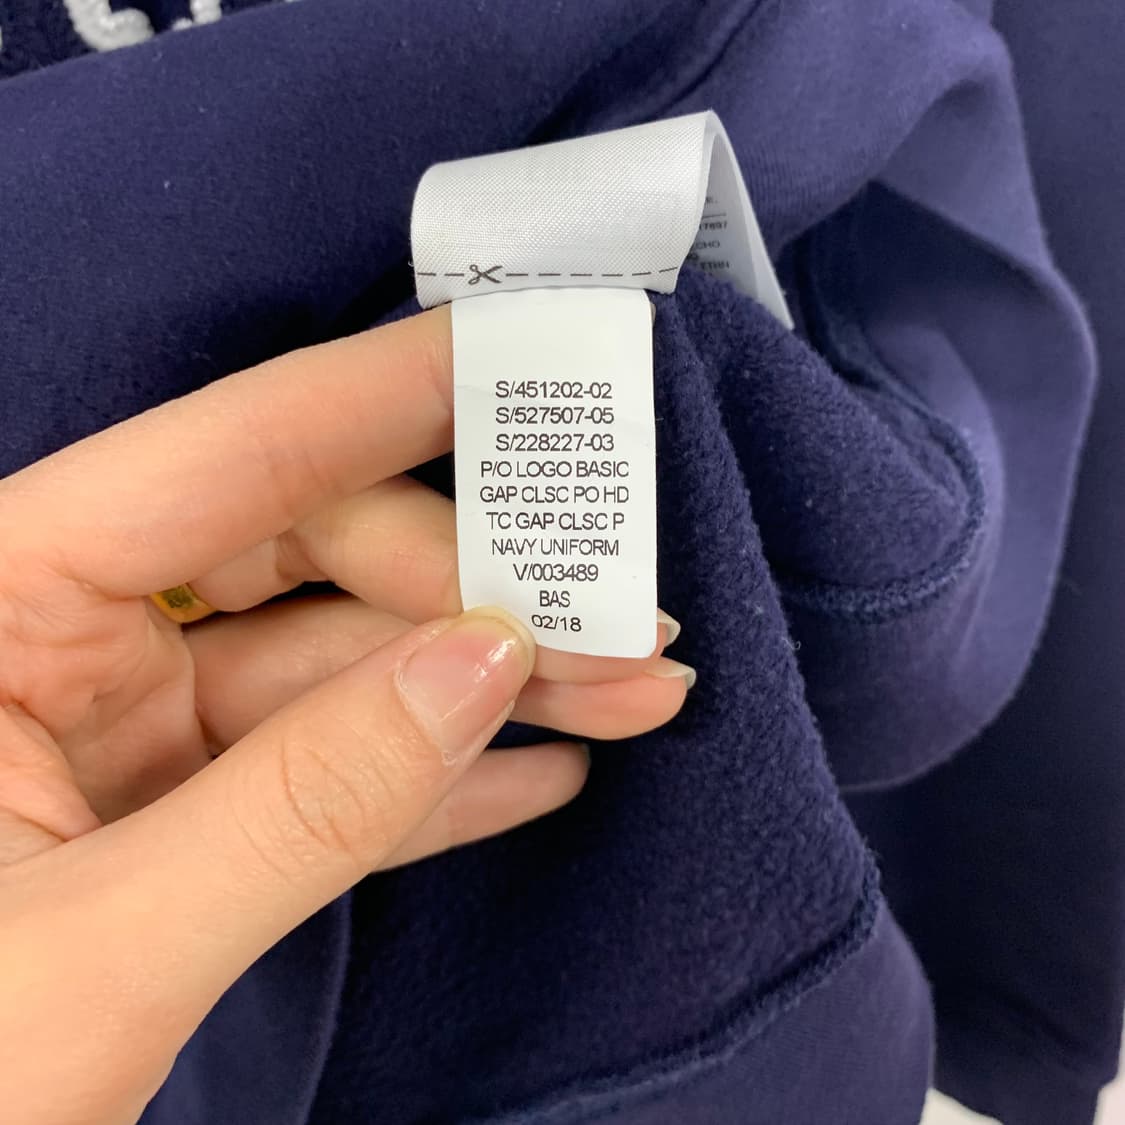 S/451202-02
S/527507-05
S/228227-03
P/O LOGO BASIC
GAP CLSC PO HD
TC GAP CLSC P
NAVY UNIFORM
V/003489
BAS
02/18